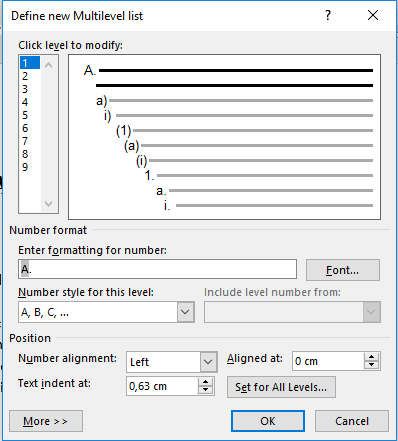 Define new Multilevel list
Click level to modify:
1
2
3
4
5
6
7
8
9
A.
a)
i)
(1)
(a)
(i)
1.
a.
i.
Number format
Enter formatting for number:
A.
Font...
Number style for this level:
Include level number from:
A, B, C, ...
Position
Number alignment:
Left
Aligned at:
0 cm
Text indent at:
0,63 cm
Set for All Levels...
More >>
OK
Cancel